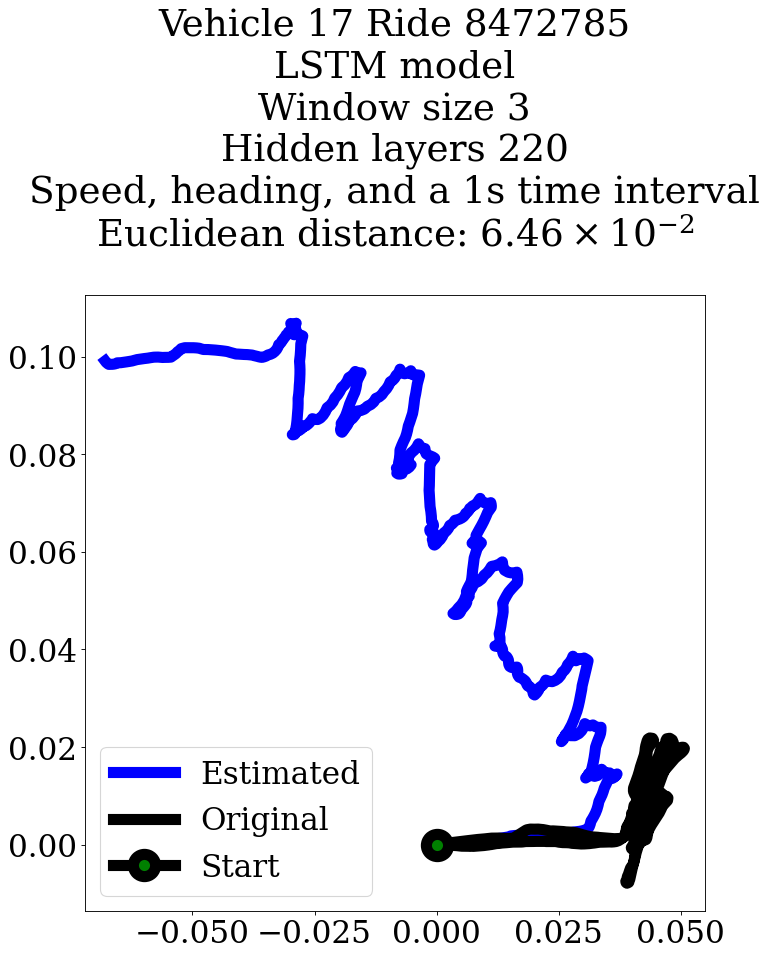 Vehicle 17 Ride 8472785
LSTM model
Window size 3
Hidden layers 220
Speed, heading, and a 1s time interval
Euclidean distance: 6.46 × 10⁻²
0.10
0.08
0.06
0.04
0.02
0.00
Estimated
Original
Start
−0.050 −0.025 0.000 0.025 0.050